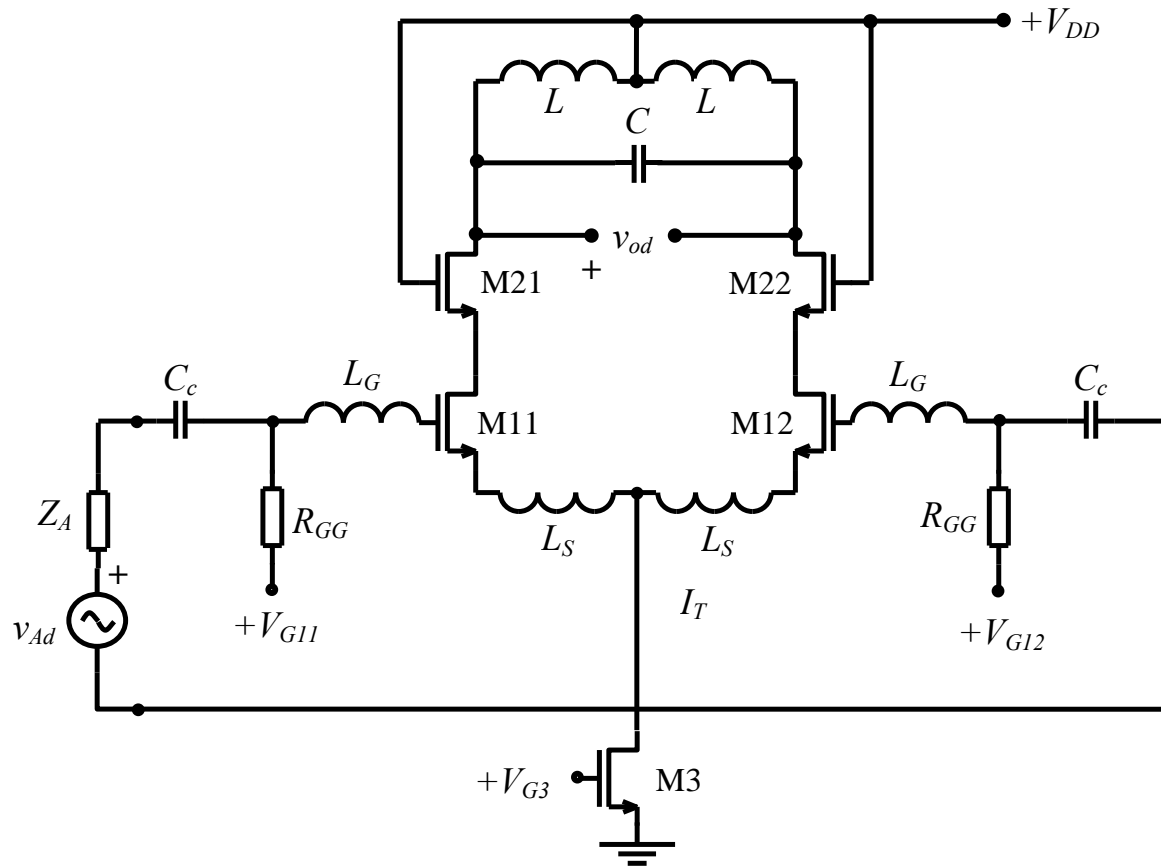 +V_DD
L L
C
v_od
+
M21 M22
L_G L_G
C_c C_c
M11 M12
Z_A
R_GG R_GG
L_S L_S
+
v_Ad
+V_G11
I_T
+V_G12
+V_G3
M3